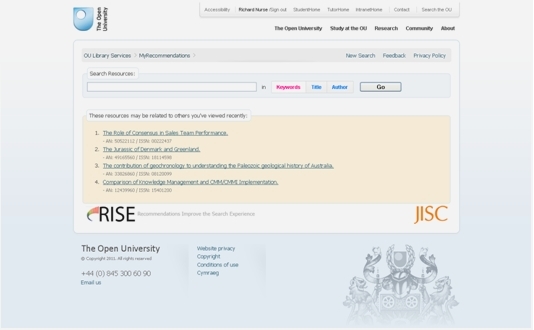 The Open University
Accessibility Richard Nurse /Sign out StudentHome TutorHome IntranetHome Contact Search the OU
The Open University Study at the OU Research Community About
OU Library Services > MyRecommendations >
New Search Feedback Privacy Policy
Search Resources:
in Keywords Title Author Go
These resources may be related to others you've viewed recently:
1. The Role of Consensus in Sales Team Performance.
- AN: 50522112 / ISSN: 00222437
2. The Jurassic of Denmark and Greenland.
- AN: / ISSN:
3. The contribution of geochronology to understanding the Paleozoic geological history of Australia.
- AN: / ISSN: 08120099
4. Comparison of Knowledge Management and CMM/CMMI Implementation.
- AN: / ISSN:
RISE Recommendations Improve the Search Experience
JISC
The Open University
© Copyright 2011. All rights reserved
+44 (0) 845 300 60 90
Email us
Website privacy
Copyright
Conditions of use
Cymraeg